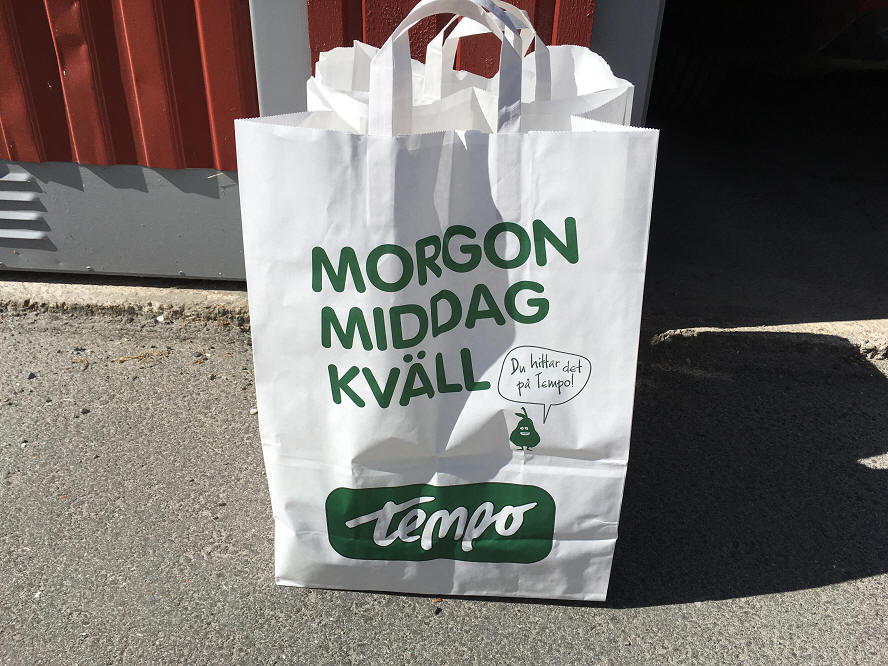 MORGON
MIDDAG
KVÄLL
Du hittar det
på Tempo!
tempo